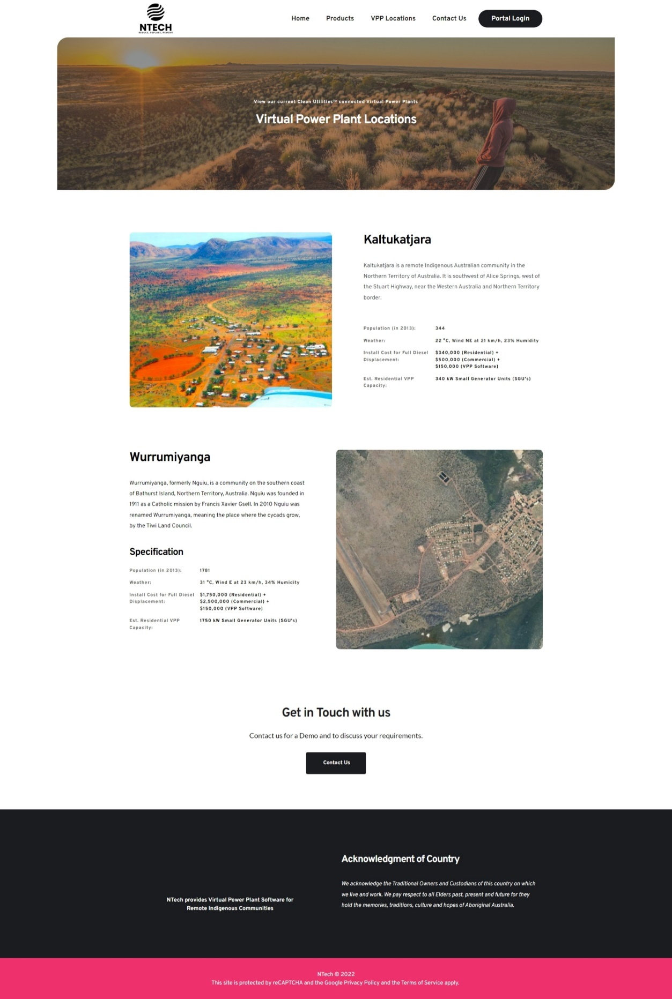 NTECH
REDUCE, REPLACE, REMOVE
Home Products VPP Locations Contact Us Portal Login
View our current Clean Utilities™ connected Virtual Power Plants
Virtual Power Plant Locations
Kaltukatjara
Kaltukatjara is a remote Indigenous Australian community in the
Northern Territory of Australia. It is southwest of Alice Springs, west of
the Stuart Highway, near the Western Australia and Northern Territory
border.
Population (in 2013): 344
Weather: 22 °C, Wind NE at 21 km/h, 23% Humidity
Install Cost for Full Diesel $340,000 (Residential) +
Displacement: $500,000 (Commercial) +
$150,000 (VPP Software)
Est. Residential VPP 340 kW Small Generator Units (SGU's)
Capacity:
Wurrumiyanga
Wurrumiyanga, formerly Nguiu, is a community on the southern coast
of Bathurst Island, Northern Territory, Australia. Nguiu was founded in
1911 as a Catholic mission by Francis Xavier Gsell. In 2010 Nguiu was
renamed Wurrumiyanga, meaning the place where the cycads grow,
by the Tiwi Land Council.
Specification
Population (in 2013): 1781
Weather: 31 °C, Wind E at 23 km/h, 34% Humidity
Install Cost for Full Diesel $1,750,000 (Residential) +
Displacement: $2,500,000 (Commercial) +
$150,000 (VPP Software)
Est. Residential VPP 1750 kW Small Generator Units (SGU's)
Capacity:
Get in Touch with us
Contact us for a Demo and to discuss your requirements.
Contact Us
NTech provides Virtual Power Plant Software for
Remote Indigenous Communities
Acknowledgment of Country
We acknowledge the Traditional Owners and Custodians of this country on which
we live and work. We pay respect to all Elders past, present and future for they
hold the memories, traditions, culture and hopes of Aboriginal Australia.
NTech © 2022
This site is protected by reCAPTCHA and the Google Privacy Policy and the Terms of Service apply.